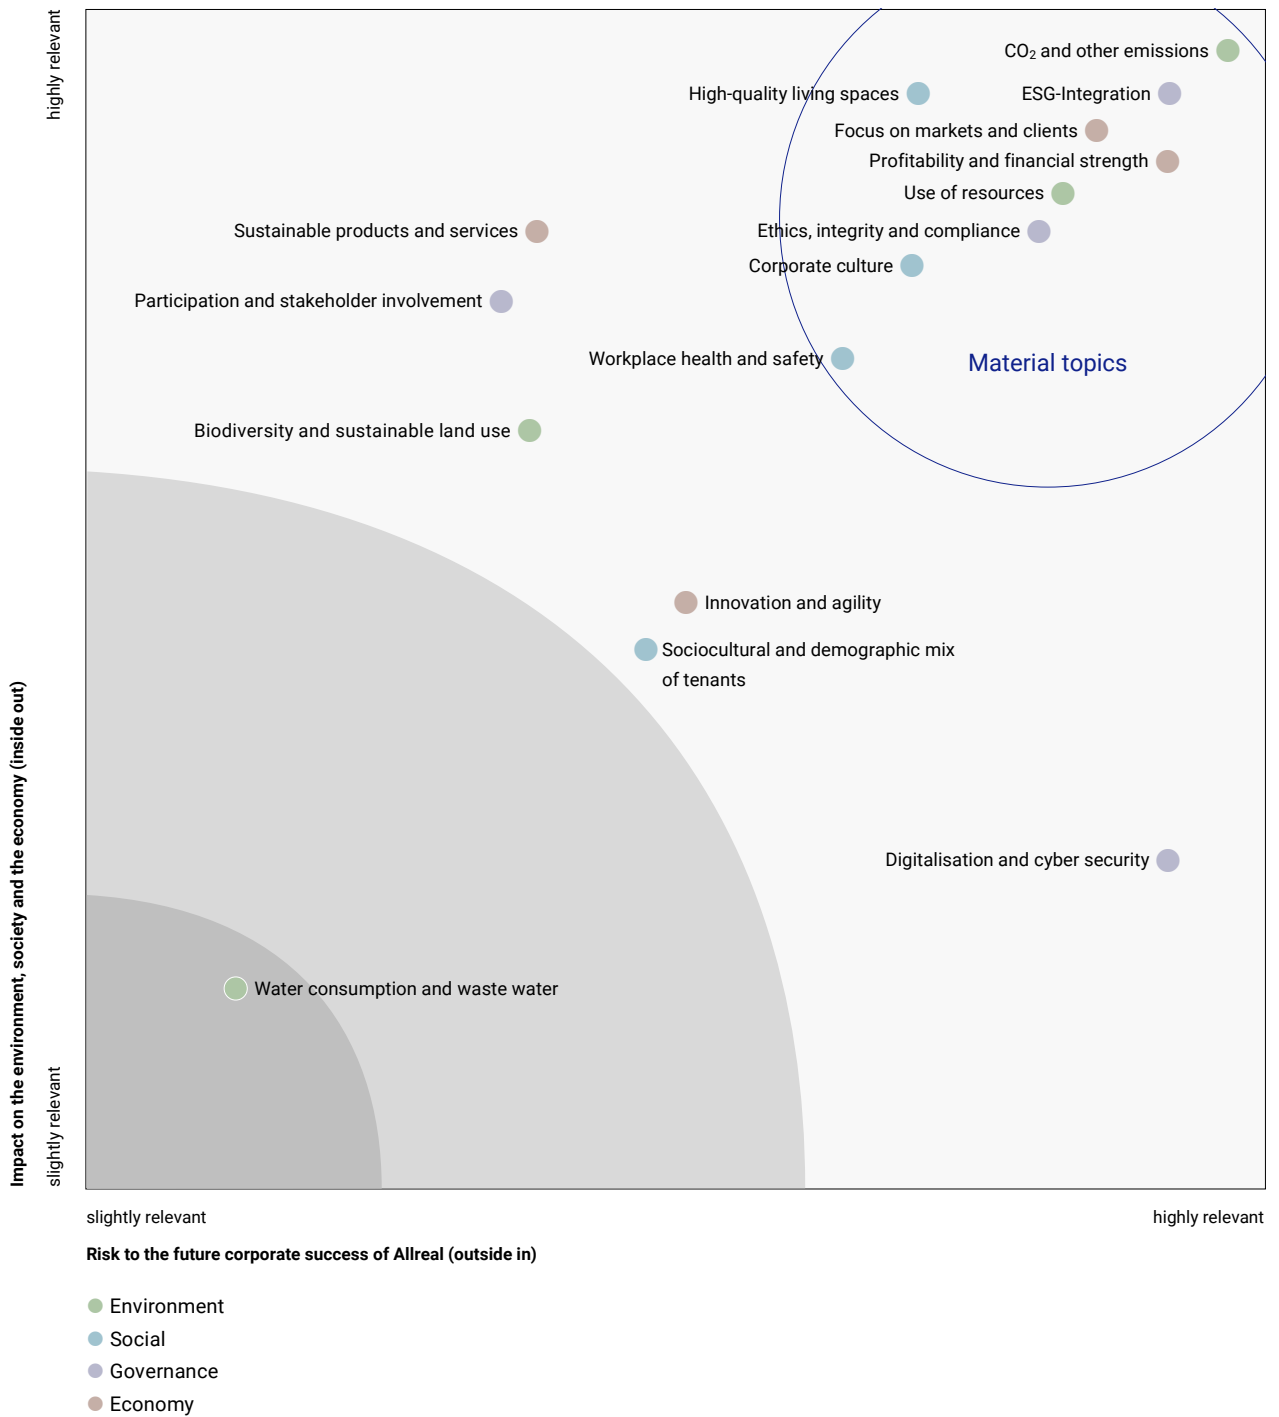 highly relevant
CO₂ and other emissions
High-quality living spaces
ESG-Integration
Focus on markets and clients
Profitability and financial strength
Use of resources
Sustainable products and services
Ethics, integrity and compliance
Corporate culture
Participation and stakeholder involvement
Workplace health and safety
Material topics
Biodiversity and sustainable land use
Innovation and agility
Sociocultural and demographic mix
of tenants
Impact on the environment, society and the economy (inside out)
Digitalisation and cyber security
Water consumption and waste water
slightly relevant
slightly relevant
highly relevant
Risk to the future corporate success of Allreal (outside in)
Environment
Social
Governance
Economy